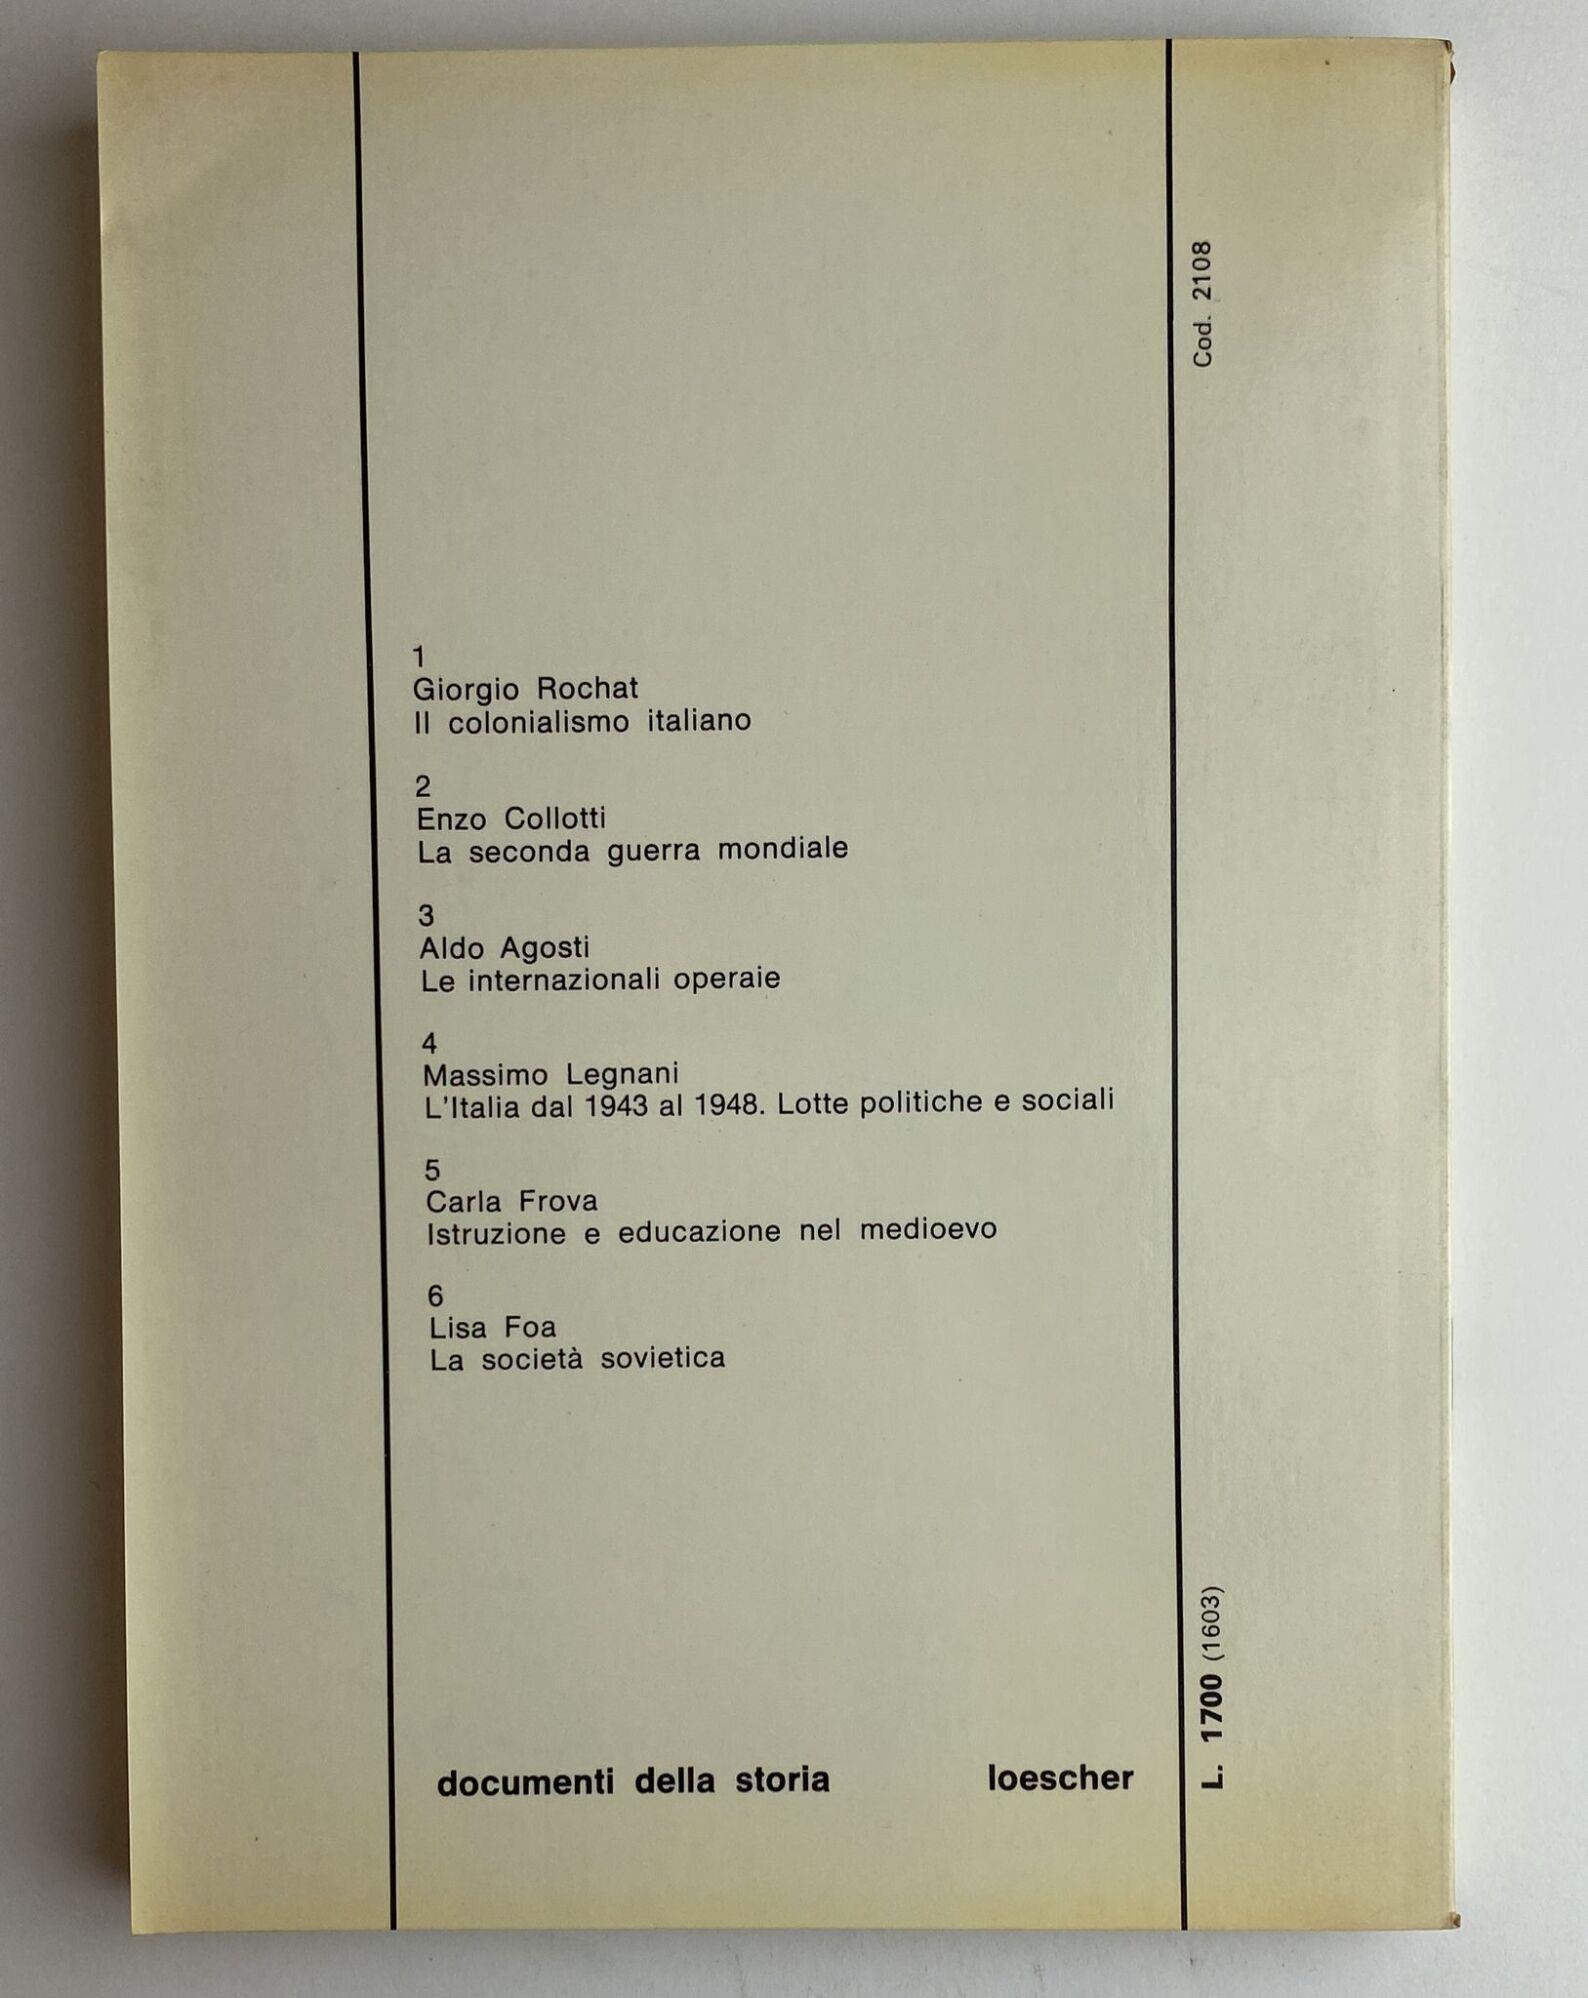 1
Giorgio Rochat
Il colonialismo italiano
2
Enzo Collotti
La seconda guerra mondiale
3
Aldo Agosti
Le internazionali operaie
4
Massimo Legnani
L'Italia dal 1943 al 1948. Lotte politiche e sociali
5
Carla Frova
Istruzione e educazione nel medioevo
6
Lisa Foa
La società sovietica
documenti della storia loescher
L. 1700 (1603)
Cod. 2108